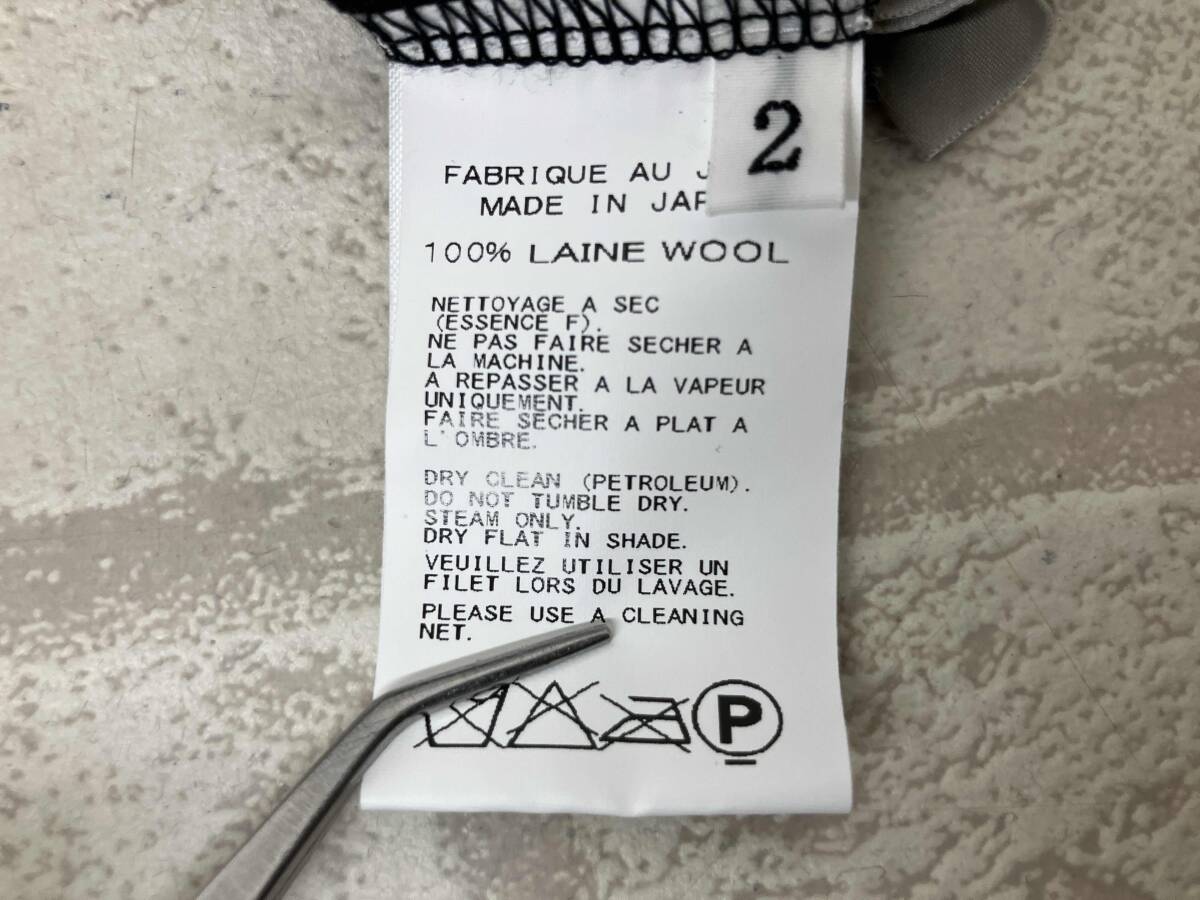 2
FABRIQUE AU J
MADE IN JAP
100% LAINE WOOL
NETTOYAGE A SEC
(ESSENCE F).
NE PAS FAIRE SECHER A
LA MACHINE.
A REPASSER A LA VAPEUR
UNIQUEMENT.
FAIRE SECHER A PLAT A
L'OMBRE.
DRY CLEAN (PETROLEUM).
DO NOT TUMBLE DRY.
STEAM ONLY.
DRY FLAT IN SHADE.
VEUILLEZ UTILISER UN
FILET LORS DU LAVAGE.
PLEASE USE A CLEANING
NET.
P